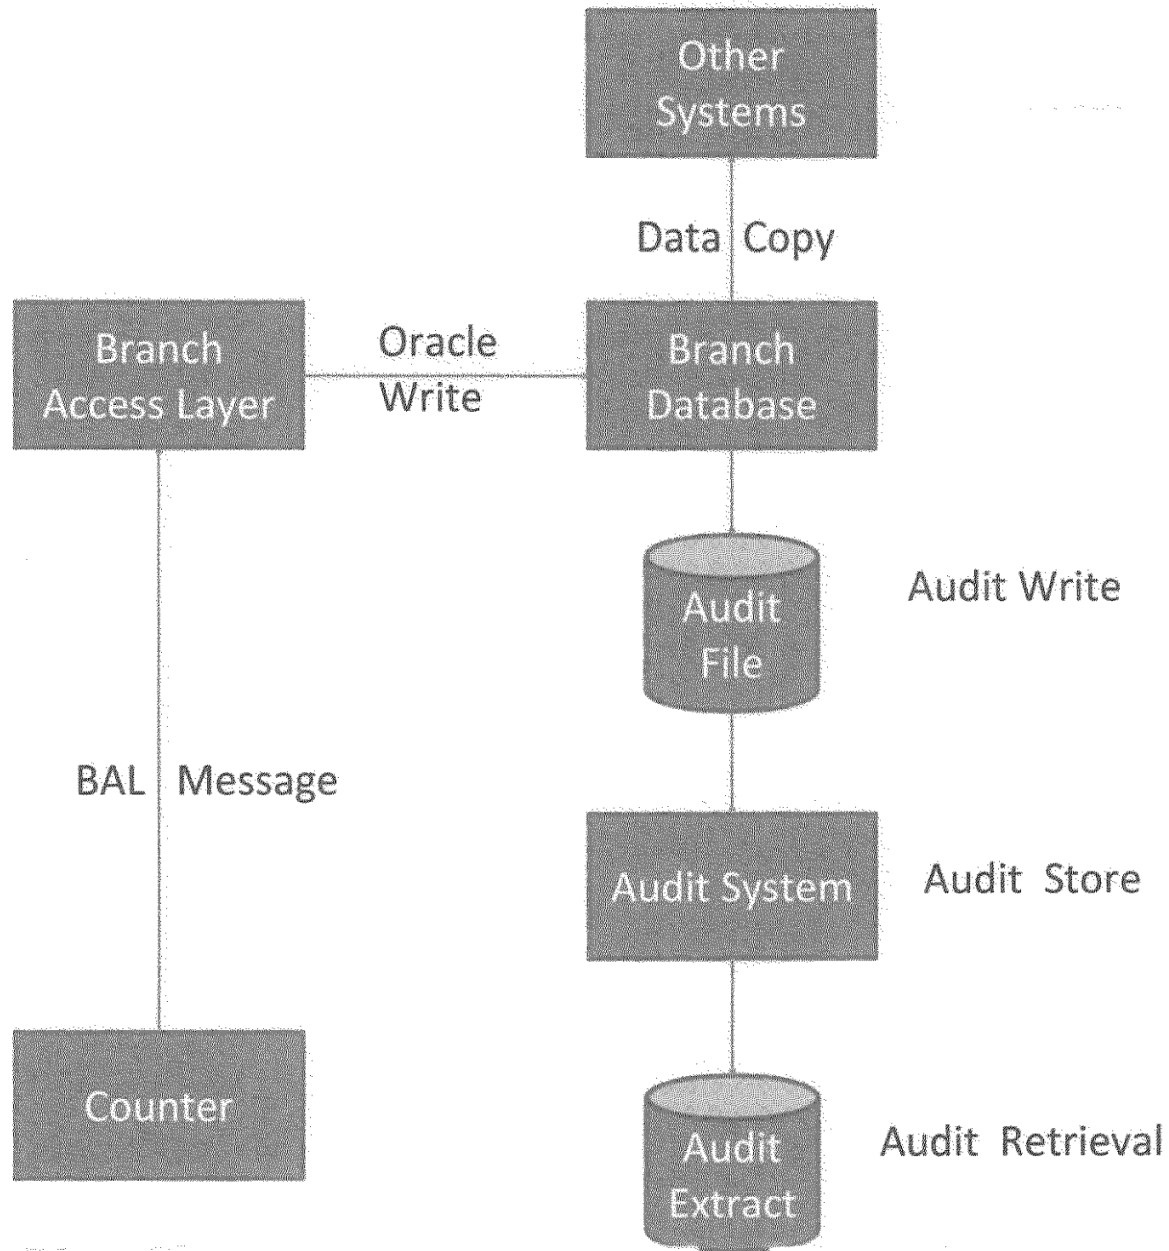 Other
Systems
Data Copy
Branch
Access Layer
Oracle
Write
Branch
Database
Audit
File
Audit Write
BAL Message
Audit System
Audit Store
Counter
Audit
Extract
Audit Retrieval